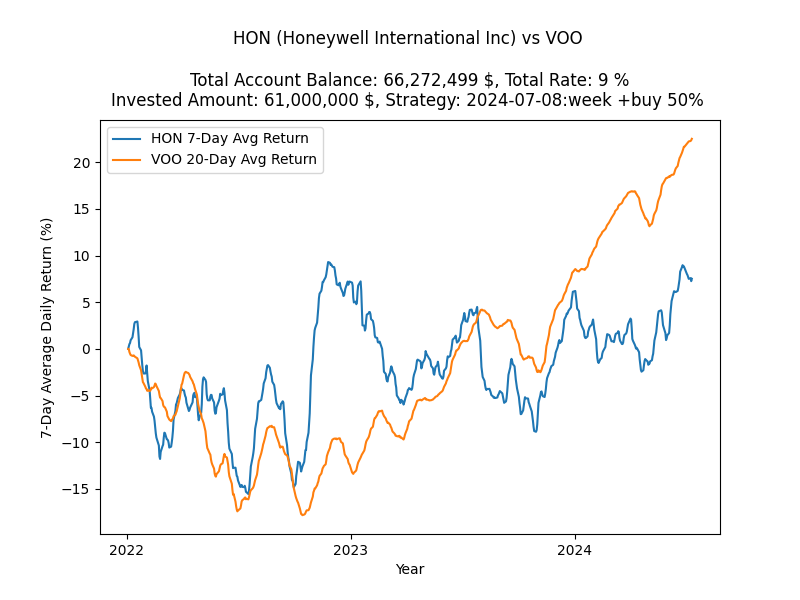 HON (Honeywell International Inc) vs VOO
Total Account Balance: 66,272,499 $, Total Rate: 9 %
Invested Amount: 61,000,000 $, Strategy: 2024-07-08:week +buy 50%
HON 7-Day Avg Return
VOO 20-Day Avg Return
7-Day Average Daily Return (%)
20
15
10
5
0
−5
−10
−15
2022
2023
2024
Year